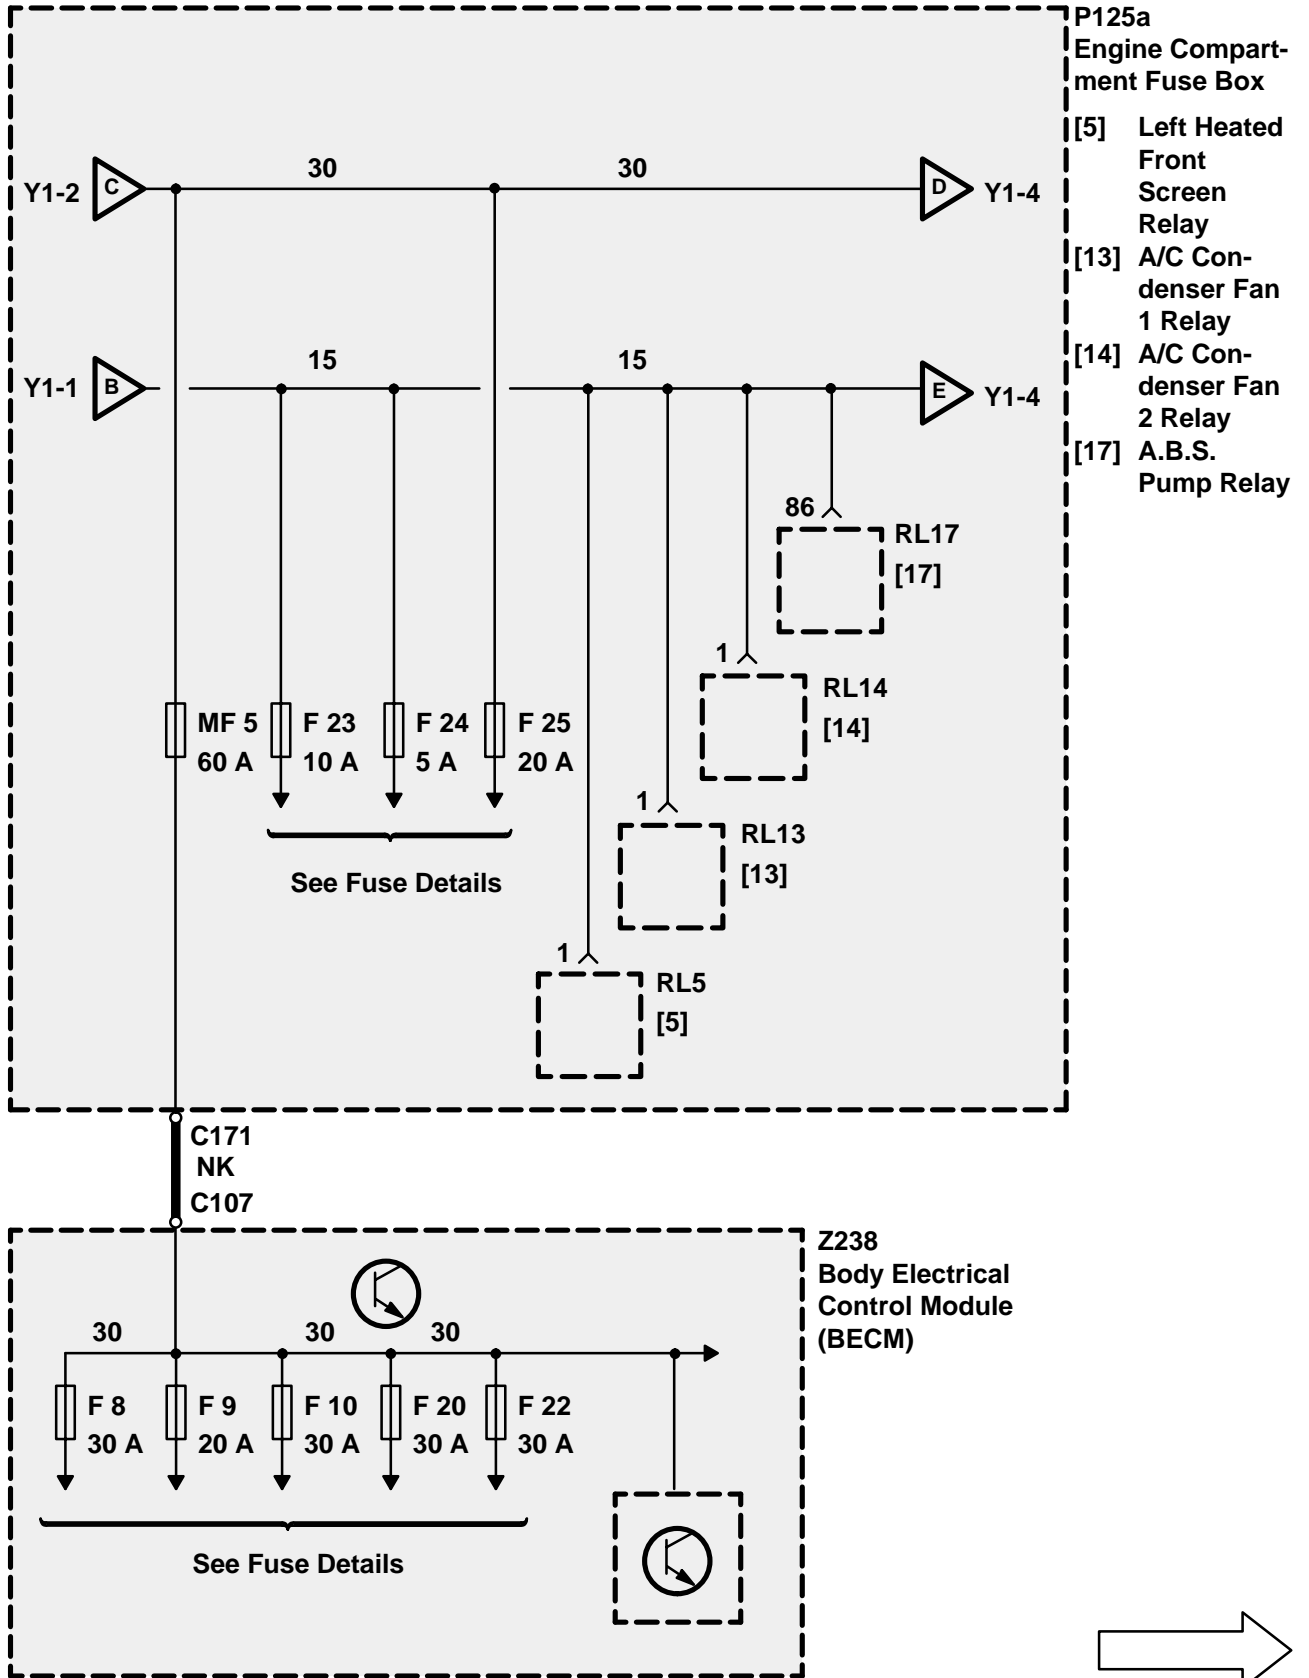 P125a
Engine Compart-
ment Fuse Box
[5] Left Heated
Front
Screen
Relay
[13] A/C Con-
denser Fan
1 Relay
[14] A/C Con-
denser Fan
2 Relay
[17] A.B.S.
Pump Relay
30 30
Y1-2 C D Y1-4
15 15
Y1-1 B E Y1-4
86
RL17
[17]
1
RL14
[14]
MF 5 F 23 F 24 F 25
60 A 10 A 5 A 20 A
1
RL13
[13]
See Fuse Details
1
RL5
[5]
C171
NK
C107
Z238
Body Electrical
Control Module
(BECM)
30 30 30
F 8 F 9 F 10 F 20 F 22
30 A 20 A 30 A 30 A 30 A
See Fuse Details